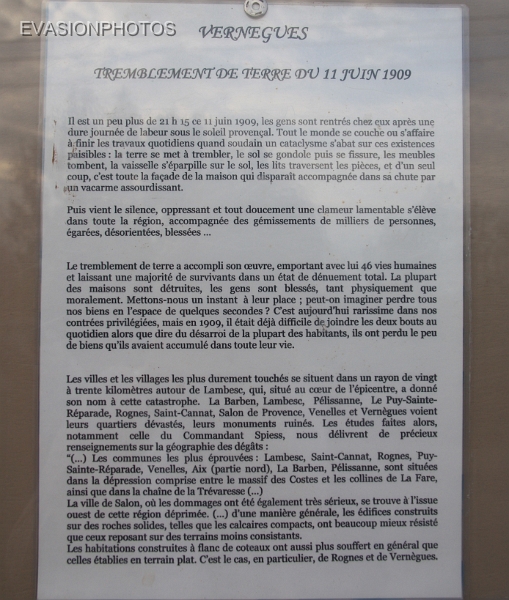 EVASIONPHOTOS
VERNEGUES
TREMBLEMENT DE TERRE DU 11 JUIN 1909
Il est un peu plus de 21 h 15 ce 11 juin 1909, les gens sont rentrés chez eux après une
dure journée de labeur sous le soleil provençal. Tout le monde se couche ou s'affaire
à finir les travaux quotidiens quand soudain un cataclysme s'abat sur ces existences
paisibles : la terre se met à trembler, le sol se gondole puis se fissure, les meubles
tombent, la vaisselle s'éparpille sur le sol, les lits traversent les pièces, et d'un seul
coup, c'est toute la façade de la maison qui disparait accompagnée dans sa chute par
un vacarme assourdissant.
Puis vient le silence, oppressant et tout doucement une clameur lamentable s'élève
dans toute la région, accompagnée des gémissements de milliers de personnes,
égarées, désorientées, blessées ...
Le tremblement de terre a accompli son œuvre, emportant avec lui 46 vies humaines
et laissant une majorité de survivants dans un état de dénuement total. La plupart
des maisons sont détruites, les gens sont blessés, tant physiquement que
moralement. Mettons-nous un instant à leur place ; peut-on imaginer perdre tous
nos biens en l'espace de quelques secondes ? C'est aujourd'hui rarissime dans nos
contrées privilégiées, mais en 1909, il était déjà difficile de joindre les deux bouts au
quotidien alors que dire du désarroi de la plupart des habitants, ils ont perdu le peu
de biens qu'ils avaient accumulé dans toute leur vie.
Les villes et les villages les plus durement touchés se situent dans un rayon de vingt
à trente kilomètres autour de Lambesc, qui, situé au cœur de l'épicentre, a donné
son nom à cette catastrophe. La Barben, Lambesc, Pélissanne, Le Puy-Sainte-
Réparade, Rognes, Saint-Cannat, Salon de Provence, Venelles et Vernègues voient
leurs quartiers dévastés, leurs monuments ruinés. Les études faites alors,
notamment celle du Commandant Spiess, nous délivrent de précieux
renseignements sur la géographie des dégâts :
"(...) Les communes les plus éprouvées : Lambesc, Saint-Cannat, Rognes, Puy-
Sainte-Réparade, Venelles, Aix (partie nord), La Barben, Pélissanne, sont situées
dans la dépression comprise entre le massif des Costes et les collines de La Fare,
ainsi que dans la chaîne de la Trévaresse (...)
La ville de Salon, où les dommages ont été également très sérieux, se trouve à l'issue
ouest de cette région déprimée. (...) d'une manière générale, les édifices construits
sur des roches solides, telles que les calcaires compacts, ont beaucoup mieux résisté
que ceux reposant sur des terrains moins consistants.
Les habitations construites à flanc de coteaux ont aussi plus souffert en général que
celles établies en terrain plat. C'est le cas, en particulier, de Rognes et de Vernègues.